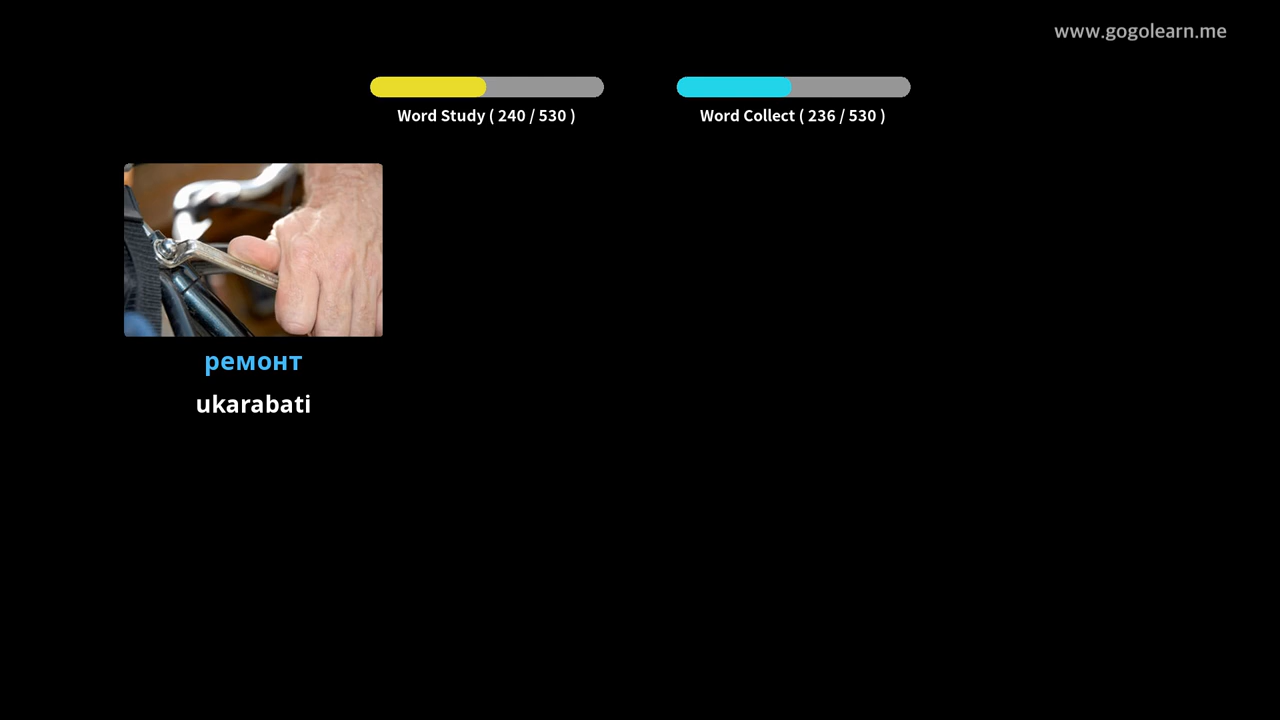 www.gogolearn.me
Word Study ( 240 / 530 )
Word Collect ( 236 / 530 )
ремонт
ukarabati